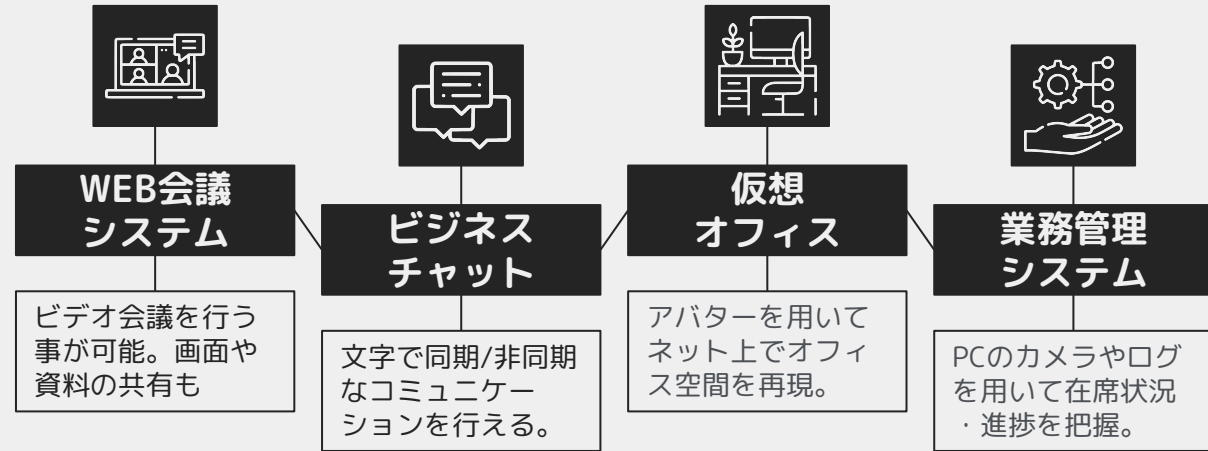 WEB会議
システム
ビデオ会議を行う
事が可能。画面や
資料の共有も
ビジネス
チャット
文字で同期/非同期
なコミュニケー
ションを行える。
仮想
オフィス
アバターを用いて
ネット上でオフィ
ス空間を再現。
業務管理
システム
PCのカメラやログ
を用いて在席状況
・進捗を把握。